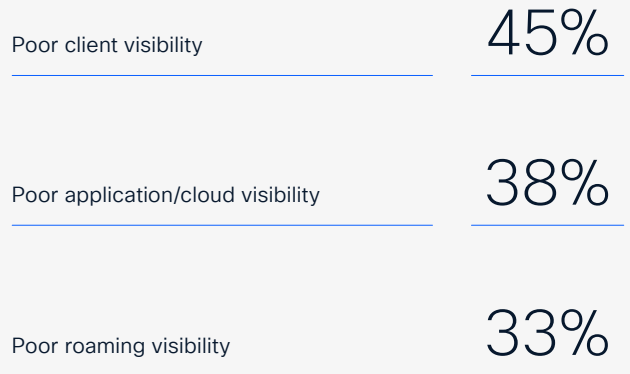 Poor client visibility 45%
Poor application/cloud visibility 38%
Poor roaming visibility 33%